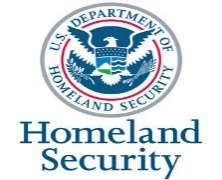 U.S. DEPARTMENT OF
HOMELAND SECURITY
Homeland
Security